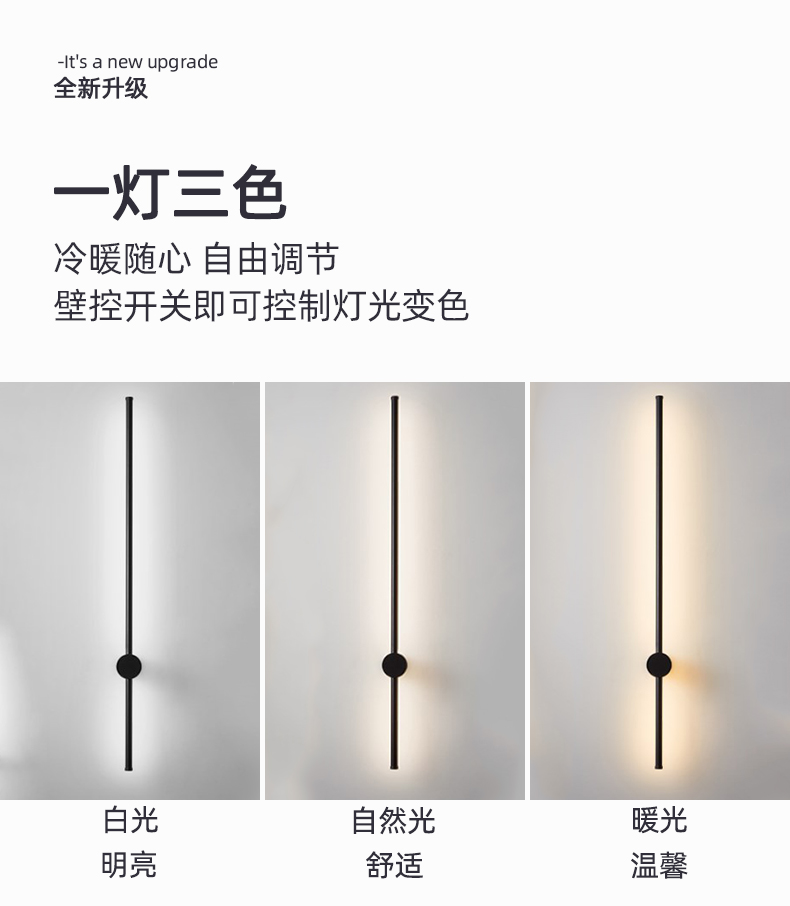 -It's a new upgrade
全新升级
一灯三色
冷暖随心 自由调节
壁控开关即可控制灯光变色
白光
自然光
暖光
明亮
舒适
温馨